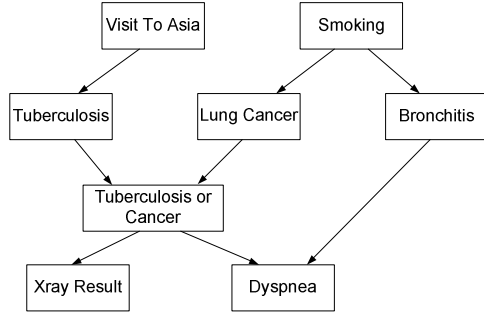 Visit To Asia
Smoking
Tuberculosis
Lung Cancer
Bronchitis
Tuberculosis or
Cancer
Xray Result
Dyspnea